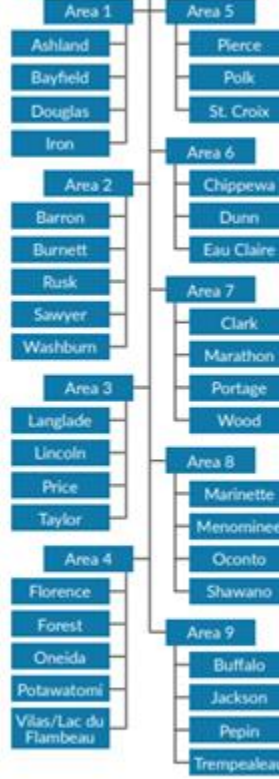 Area 1
Ashland
Bayfield
Douglas
Iron
Area 2
Barron
Burnett
Rusk
Sawyer
Washburn
Area 3
Langlade
Lincoln
Price
Taylor
Area 4
Florence
Forest
Oneida
Potawatomi
Vilas/Lac du
Flambeau
Area 5
Pierce
Polk
St. Croix
Area 6
Chippewa
Dunn
Eau Claire
Area 7
Clark
Marathon
Portage
Wood
Area 8
Marinette
Menominee
Oconto
Shawano
Area 9
Buffalo
Jackson
Pepin
Trempealeau